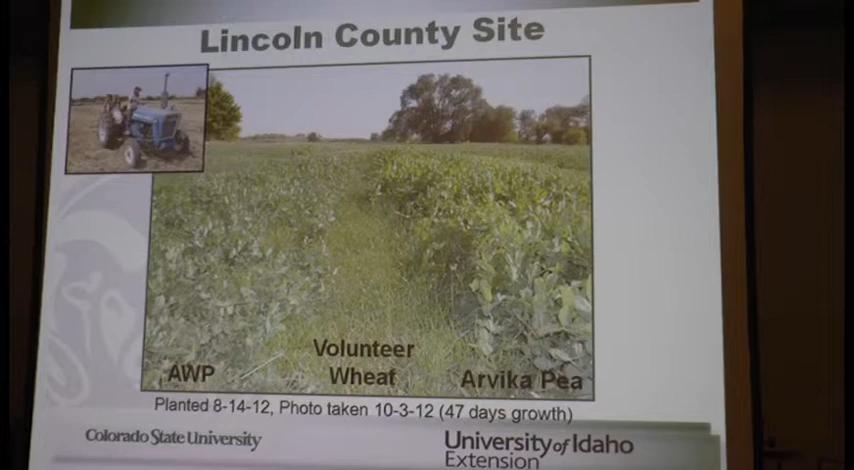 Lincoln County Site
AWP
Volunteer
Wheat
Arvika Pea
Planted 8-14-12, Photo taken 10-3-12 (47 days growth)
Colorado State University
University of Idaho
Extension